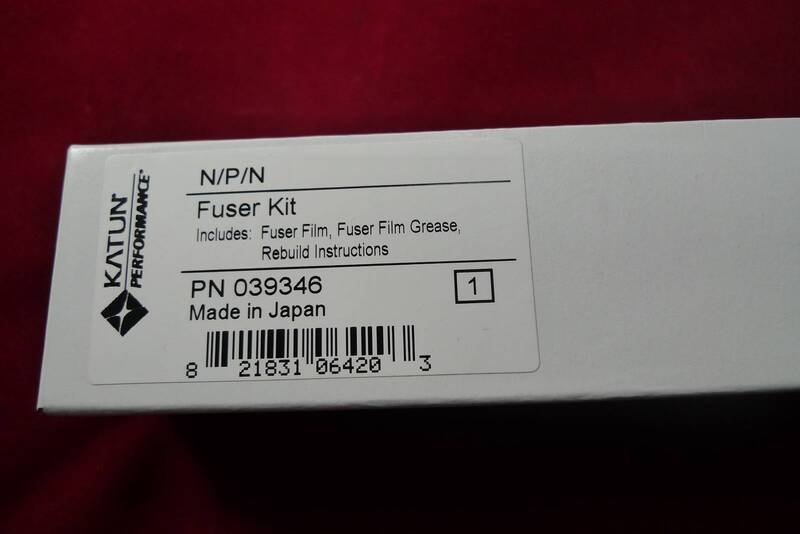 KATUN®
PERFORMANCE®
N/P/N
Fuser Kit
Includes: Fuser Film, Fuser Film Grease,
Rebuild Instructions
PN 039346
1
Made in Japan
8 21831 06420 3